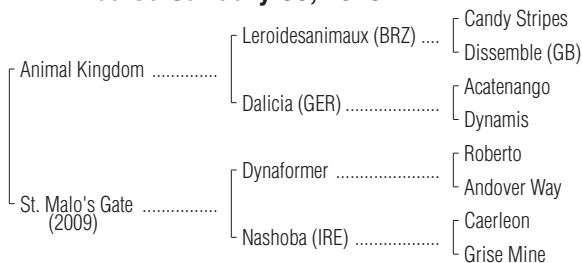 Candy Stripes
Leroidesanimaux (BRZ) ....
Dissemble (GB)
Animal Kingdom ..............
Acatenango
Dalicia (GER) .....................
Dynamis
Roberto
Dynaformer .......................
Andover Way
St. Malo's Gate ................
(2009)
Caerleon
Nashoba (IRE) ...................
Grise Mine